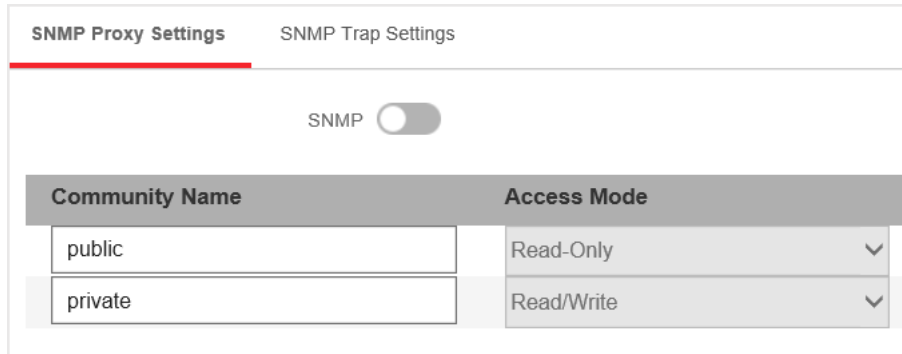 SNMP Proxy Settings SNMP Trap Settings
SNMP
Community Name Access Mode
public Read-Only
private Read/Write